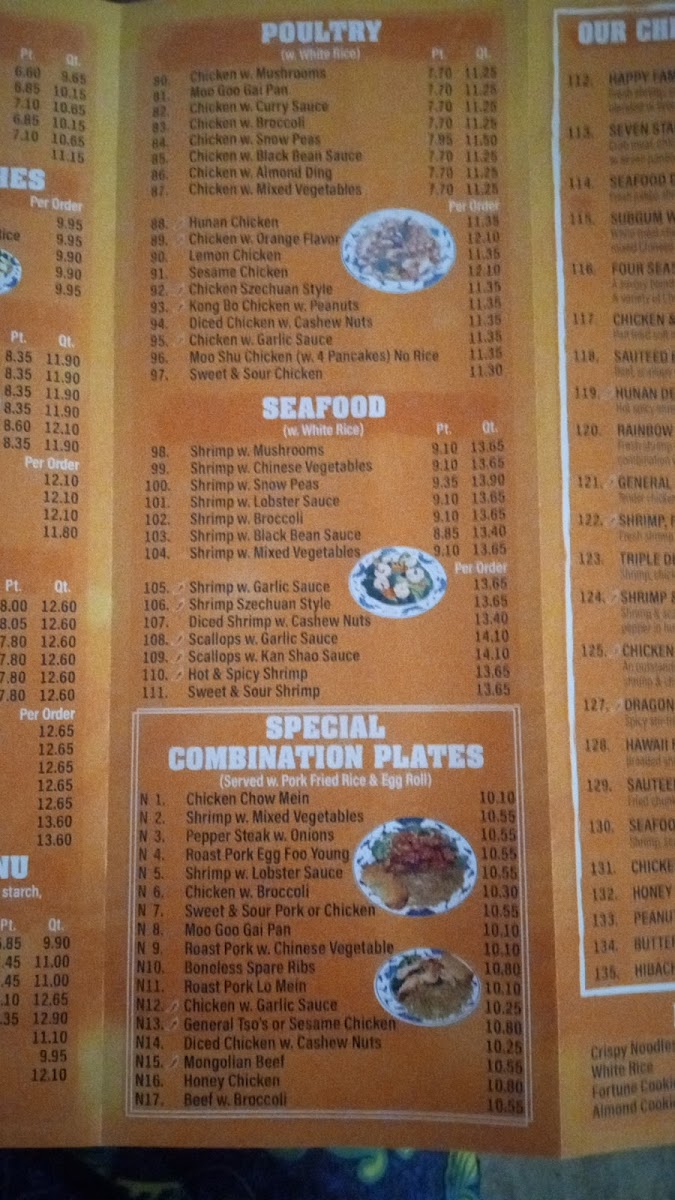 Pt. Qt.
6.60 9.65
6.85 10.15
7.10 10.65
6.85 10.15
7.10 10.65
11.15
Per Order
9.95
9.95
9.90
9.90
9.95
Pt. Qt.
8.35 11.90
8.35 11.90
8.35 11.90
8.35 11.90
8.60 12.10
8.35 11.90
Per Order
12.10
12.10
12.10
11.80
Pt. Qt.
8.00 12.60
8.05 12.60
7.80 12.60
7.80 12.60
7.80 12.60
7.80 12.60
Per Order
12.65
12.65
12.65
12.65
12.65
13.60
13.60
NU
starch,
Pt. Qt.
6.85 9.90
.45 11.00
.45 11.00
.10 12.65
.35 12.90
11.10
9.95
12.10
POULTRY
(w. White Rice) Pt. Qt.
80. Chicken w. Mushrooms 7.70 11.25
81. Moo Goo Gai Pan 7.70 11.25
82. Chicken w. Curry Sauce 7.70 11.25
83. Chicken w. Broccoli 7.70 11.25
84. Chicken w. Snow Peas 7.95 11.50
85. Chicken w. Black Bean Sauce 7.70 11.25
86. Chicken w. Almond Ding 7.70 11.25
87. Chicken w. Mixed Vegetables 7.70 11.25
Per Order
88. Hunan Chicken 11.35
89. Chicken w. Orange Flavor 12.10
90. Lemon Chicken 11.35
91. Sesame Chicken 12.10
92. Chicken Szechuan Style 11.35
93. Kong Bo Chicken w. Peanuts 11.35
94. Diced Chicken w. Cashew Nuts 11.35
95. Chicken w. Garlic Sauce 11.35
96. Moo Shu Chicken (w. 4 Pancakes) No Rice 11.35
97. Sweet & Sour Chicken 11.30
SEAFOOD
(w. White Rice) Pt. Qt.
98. Shrimp w. Mushrooms 9.10 13.65
99. Shrimp w. Chinese Vegetables 9.10 13.65
100. Shrimp w. Snow Peas 9.35 13.90
101. Shrimp w. Lobster Sauce 9.10 13.65
102. Shrimp w. Broccoli 9.10 13.65
103. Shrimp w. Black Bean Sauce 8.85 13.40
104. Shrimp w. Mixed Vegetables 9.10 13.65
Per Order
105. Shrimp w. Garlic Sauce 13.65
106. Shrimp Szechuan Style 13.65
107. Diced Shrimp w. Cashew Nuts 13.40
108. Scallops w. Garlic Sauce 14.10
109. Scallops w. Kan Shao Sauce 14.10
110. Hot & Spicy Shrimp 13.65
111. Sweet & Sour Shrimp 13.65
SPECIAL
COMBINATION PLATES
(Served w. Pork Fried Rice & Egg Roll)
N 1. Chicken Chow Mein 10.10
N 2. Shrimp w. Mixed Vegetables 10.55
N 3. Pepper Steak w. Onions 10.55
N 4. Roast Pork Egg Foo Young 10.55
N 5. Shrimp w. Lobster Sauce 10.55
N 6. Chicken w. Broccoli 10.30
N 7. Sweet & Sour Pork or Chicken 10.55
N 8. Moo Goo Gai Pan 10.10
N 9. Roast Pork w. Chinese Vegetable 10.10
N10. Boneless Spare Ribs 10.80
N11. Roast Pork Lo Mein 10.10
N12. Chicken w. Garlic Sauce 10.25
N13. General Tso's or Sesame Chicken 10.80
N14. Diced Chicken w. Cashew Nuts 10.25
N15. Mongolian Beef 10.55
N16. Honey Chicken 10.80
N17. Beef w. Broccoli 10.55
OUR CHE
112. HAPPY FAM
113. SEVEN STA
114. SEAFOOD
115. SUBGUM W
116. FOUR SEAS
117. CHICKEN &
118. SAUTEED
119. HUNAN DE
120. RAINBOW
121. GENERAL
122. SHRIMP,
123. TRIPLE DE
124. SHRIMP &
125. CHICKEN
127. DRAGON
128. HAWAII
129. SAUTEE
130. SEAFOO
131. CHICKE
132. HONEY
133. PEANUT
134. BUTTER
135. HIBACH
Crispy Noodles
White Rice
Fortune Cooki
Almond Cooki